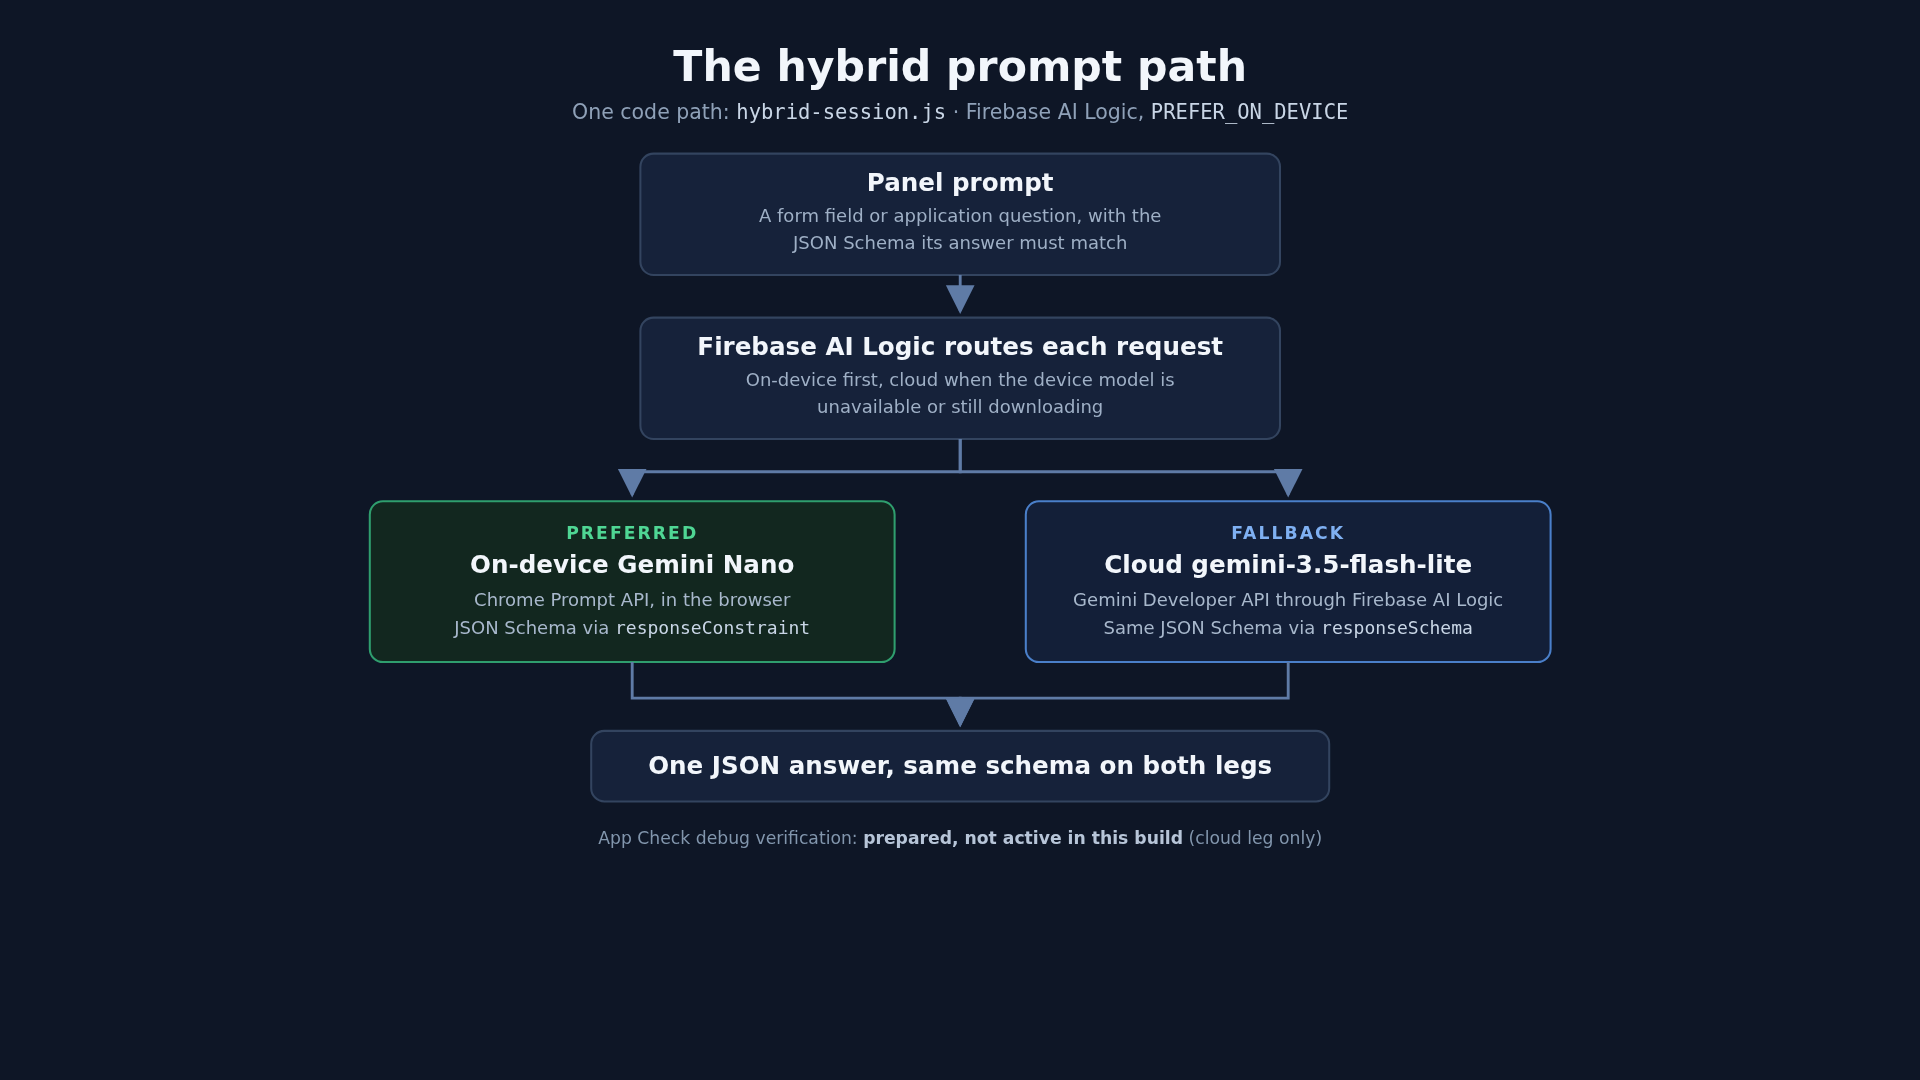 The hybrid prompt path
One code path: hybrid-session.js · Firebase AI Logic, PREFER_ON_DEVICE
Panel prompt
A form field or application question, with the
JSON Schema its answer must match
Firebase AI Logic routes each request
On-device first, cloud when the device model is
unavailable or still downloading
PREFERRED
On-device Gemini Nano
Chrome Prompt API, in the browser
JSON Schema via responseConstraint
FALLBACK
Cloud gemini-3.5-flash-lite
Gemini Developer API through Firebase AI Logic
Same JSON Schema via responseSchema
One JSON answer, same schema on both legs
App Check debug verification: prepared, not active in this build (cloud leg only)